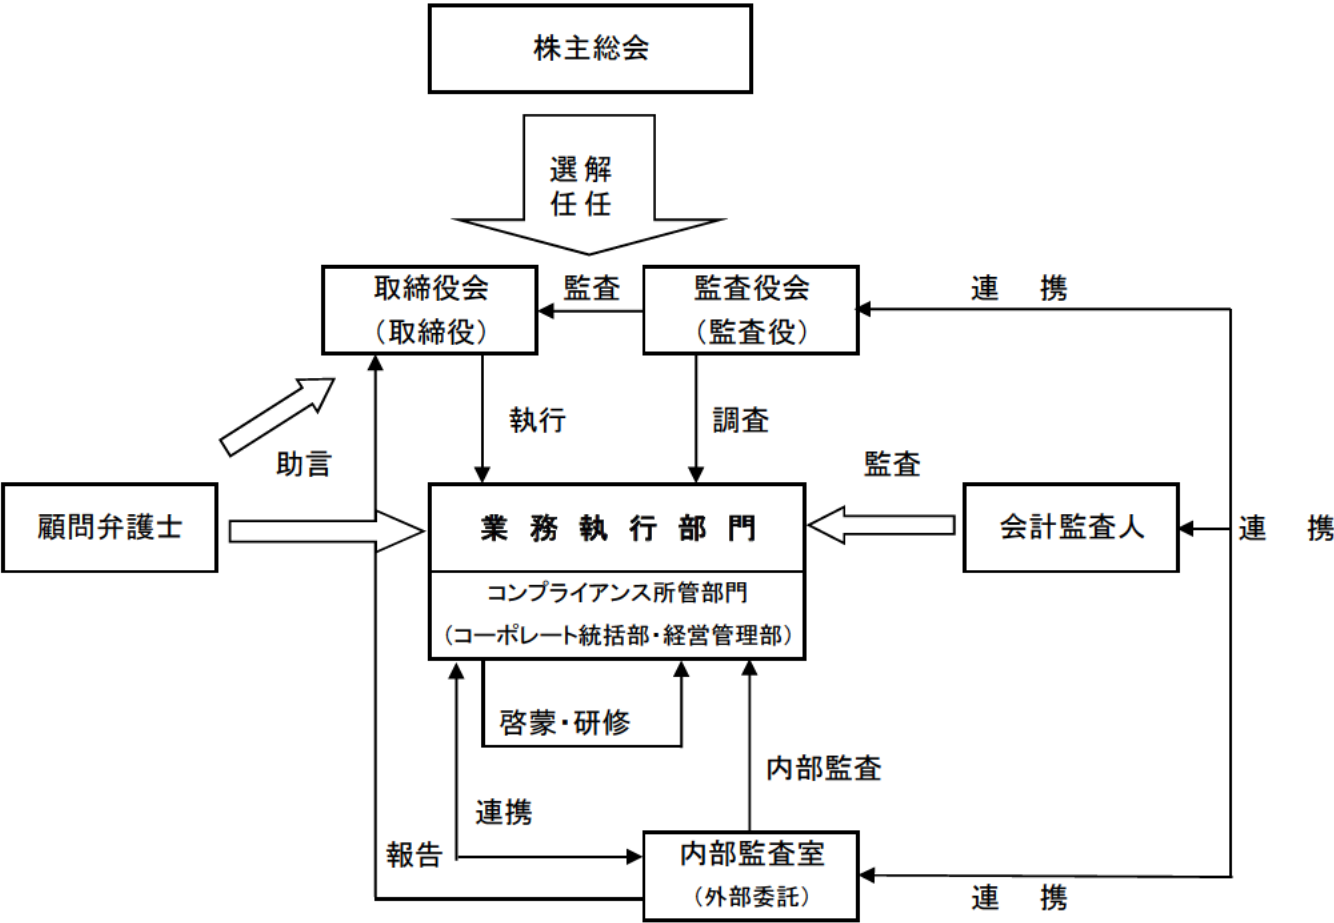 株主総会
選解
任任
取締役会
（取締役）
監査
監査役会
（監査役）
連　携
執行
調査
助言
監査
顧問弁護士
業務執行部門
会計監査人
連　携
コンプライアンス所管部門
（コーポレート統括部・経営管理部）
啓蒙・研修
内部監査
連携
報告
内部監査室
（外部委託）
連　携